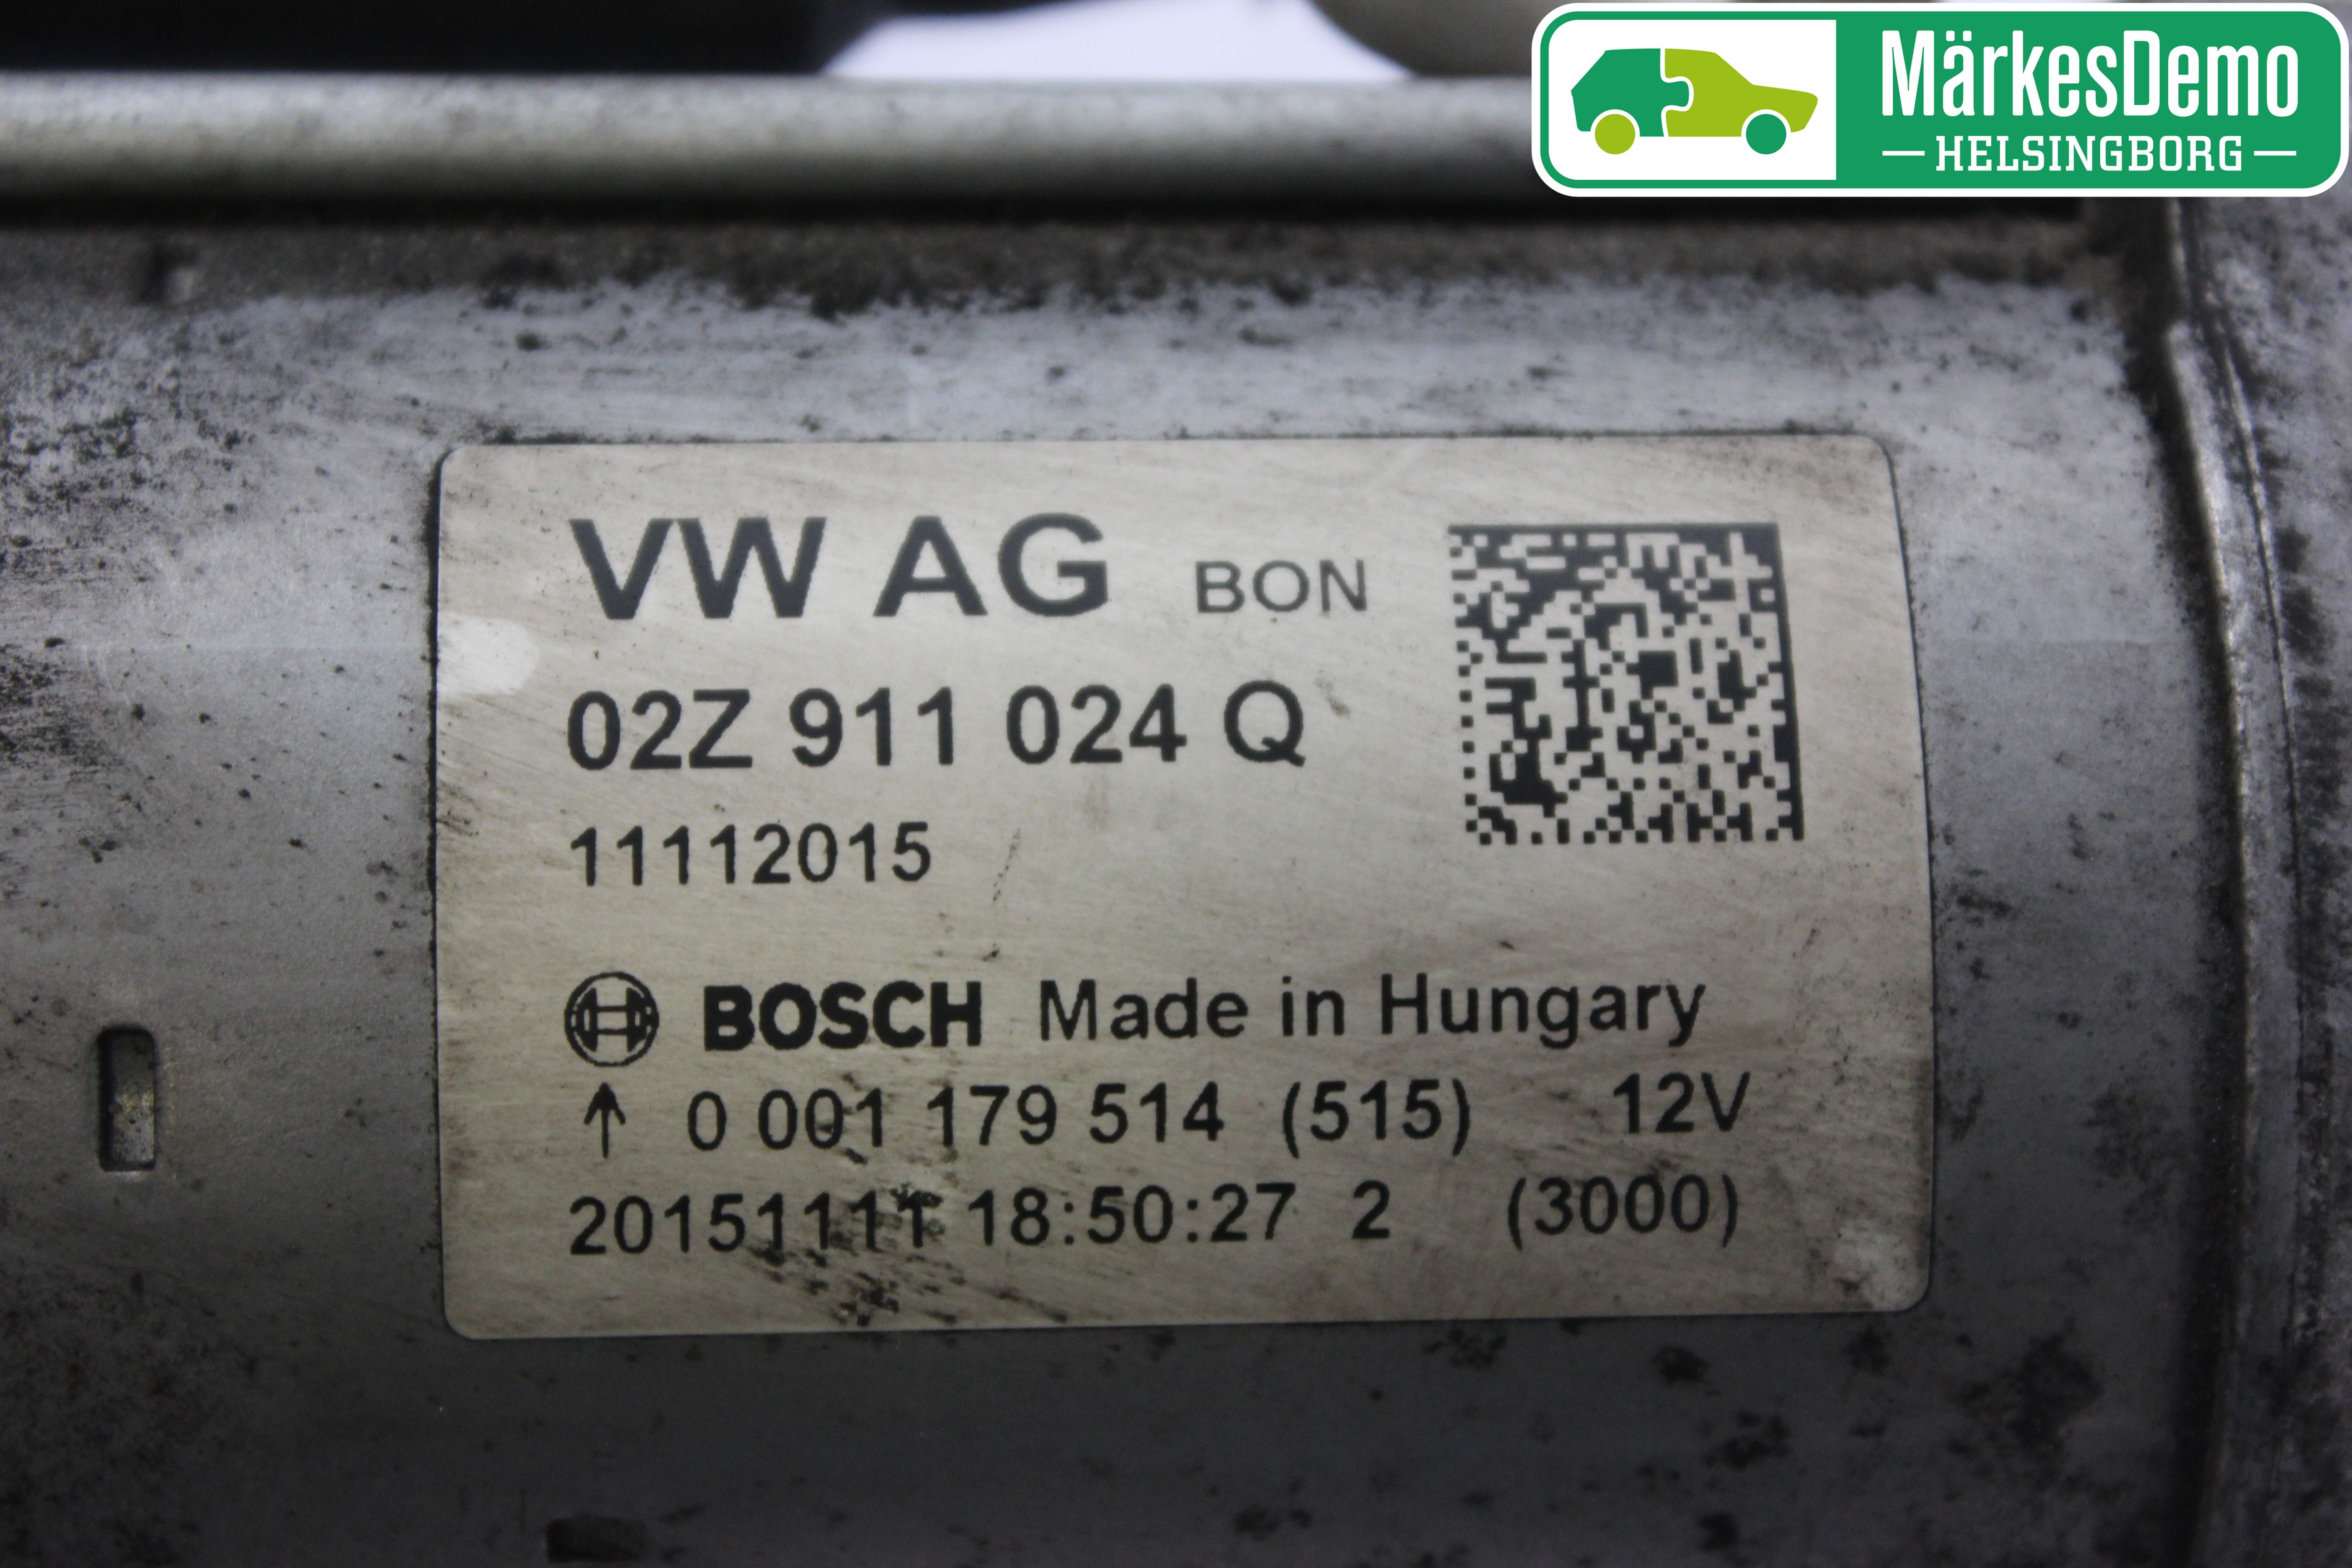 MärkesDemo
HELSINGBORG
VW AG BON
02Z 911 024 Q
11112015
BOSCH Made in Hungary
↑ 0 001 179 514 (515) 12V
20151111 18:50:27 2 (3000)